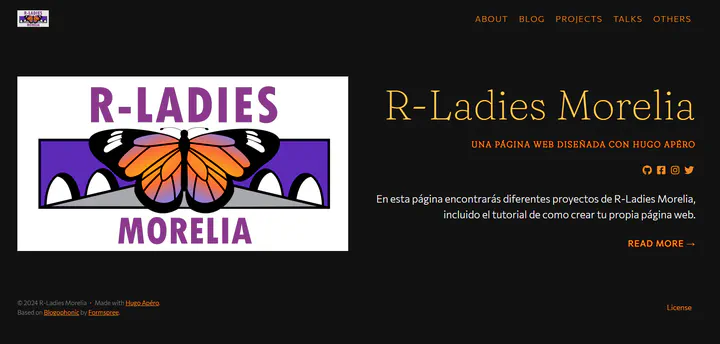 R-LADIES
MORELIA
ABOUT BLOG PROJECTS TALKS OTHERS
R-LADIES
MORELIA
R-Ladies Morelia
UNA PÁGINA WEB DISEÑADA CON HUGO APÉRO
En esta página encontrarás diferentes proyectos de R-Ladies Morelia,
incluido el tutorial de como crear tu propia página web.
READ MORE →
© 2024 R-Ladies Morelia · Made with Hugo Apéro.
Based on Blogophonic by Formspree.
License